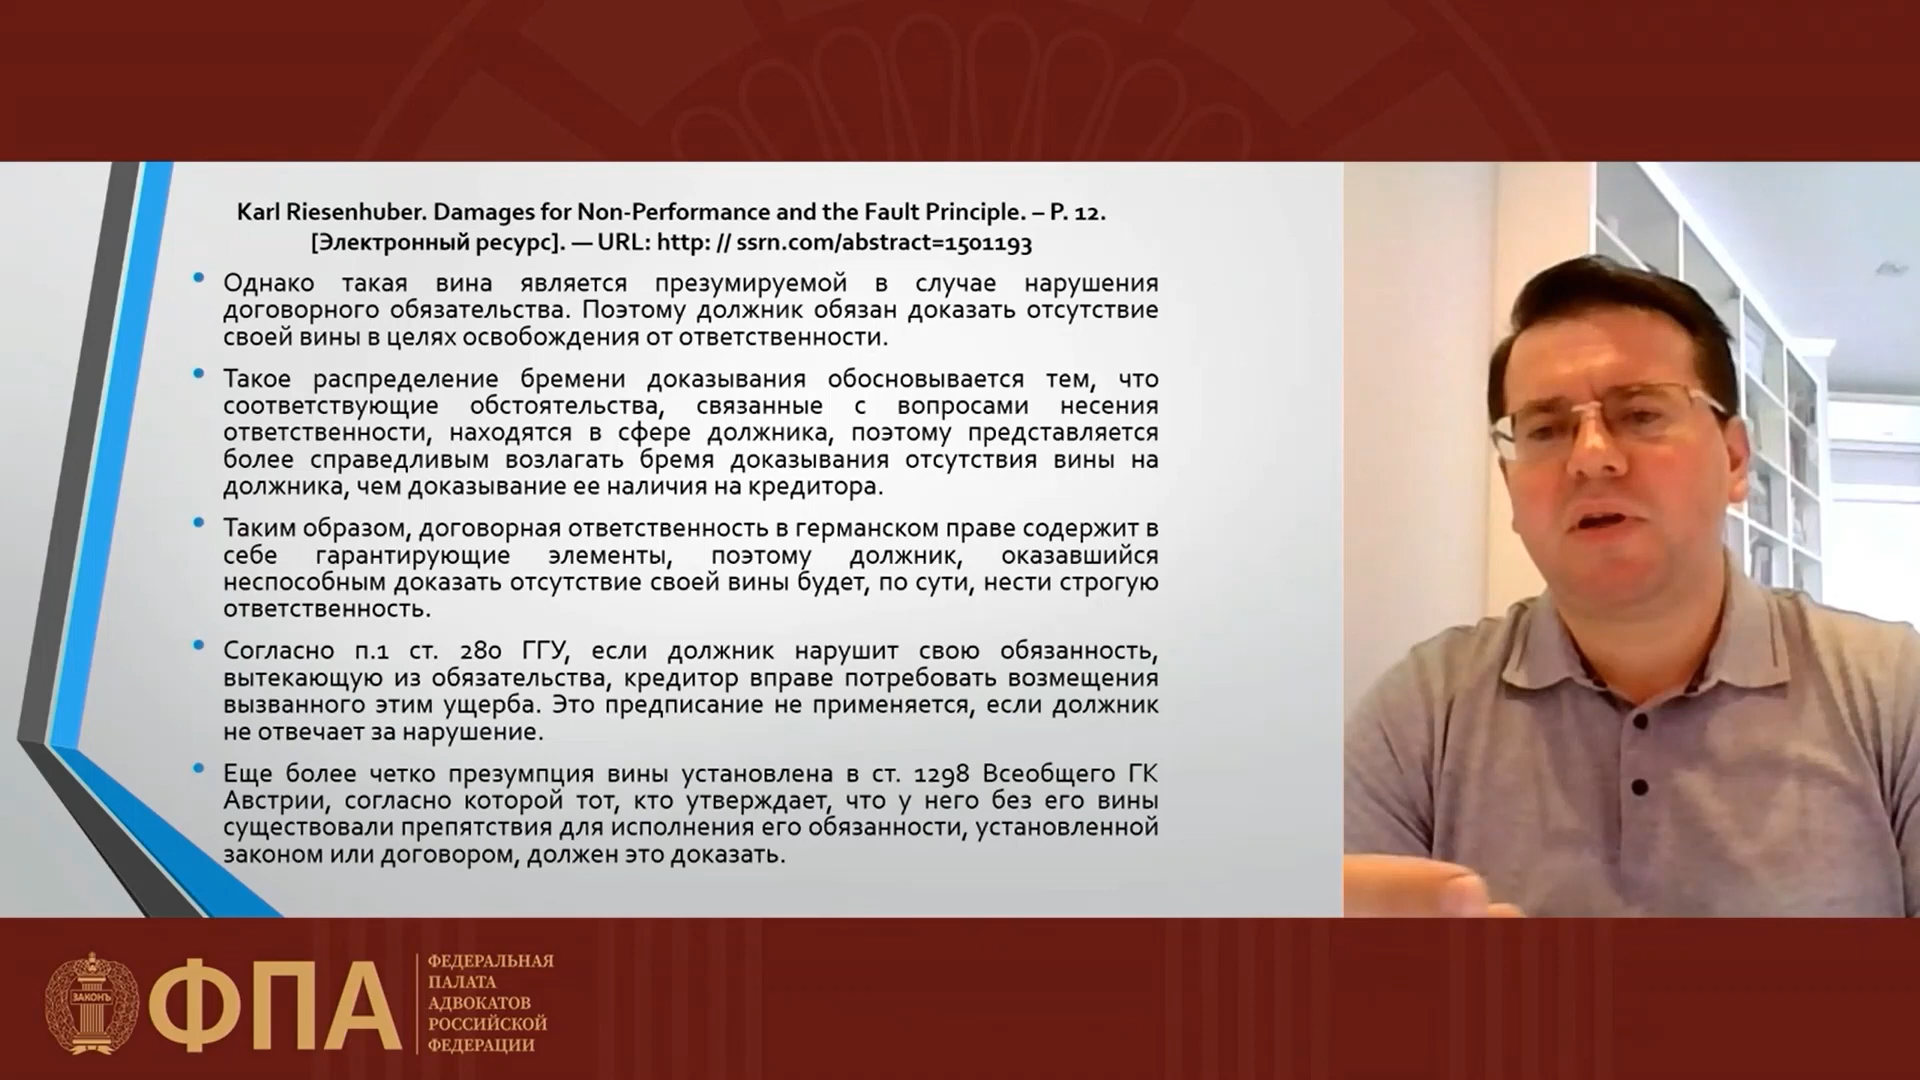 Karl Riesenhuber. Damages for Non-Performance and the Fault Principle. – P. 12.
[Электронный ресурс]. — URL: http: // ssrn.com/abstract=1501193
• Однако такая вина является презумируемой в случае нарушения
договорного обязательства. Поэтому должник обязан доказать отсутствие
своей вины в целях освобождения от ответственности.
• Такое распределение бремени доказывания обосновывается тем, что
соответствующие обстоятельства, связанные с вопросами несения
ответственности, находятся в сфере должника, поэтому представляется
более справедливым возлагать бремя доказывания отсутствия вины на
должника, чем доказывание ее наличия на кредитора.
• Таким образом, договорная ответственность в германском праве содержит в
себе гарантирующие элементы, поэтому должник, оказавшийся
неспособным доказать отсутствие своей вины будет, по сути, нести строгую
ответственность.
• Согласно п.1 ст. 280 ГГУ, если должник нарушит свою обязанность,
вытекающую из обязательства, кредитор вправе потребовать возмещения
вызванного этим ущерба. Это предписание не применяется, если должник
не отвечает за нарушение.
• Еще более четко презумпция вины установлена в ст. 1298 Всеобщего ГК
Австрии, согласно которой тот, кто утверждает, что у него без его вины
существовали препятствия для исполнения его обязанности, установленной
законом или договором, должен это доказать.
ЗАКОНЪ
ФПА
ФЕДЕРАЛЬНАЯ
ПАЛАТА
АДВОКАТОВ
РОССИЙСКОЙ
ФЕДЕРАЦИИ